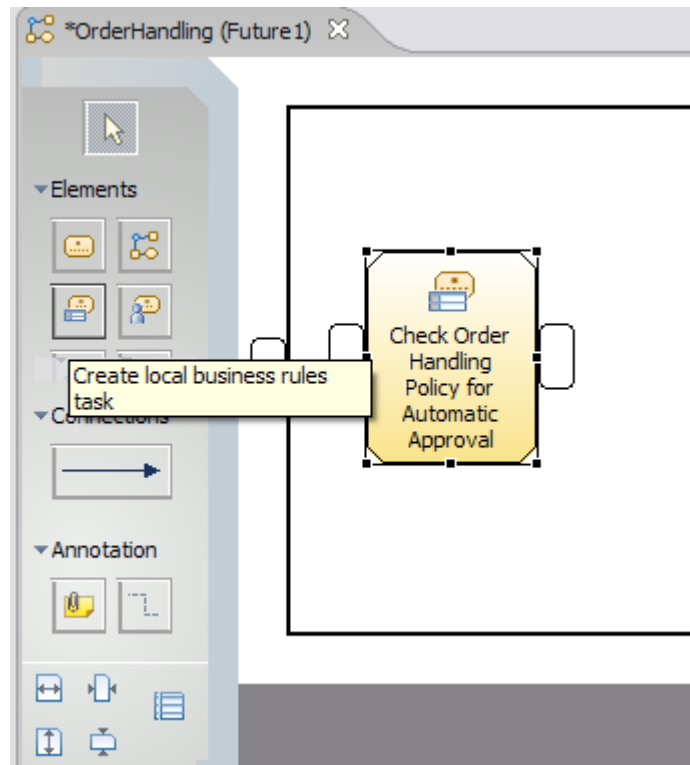 *OrderHandling (Future1)
Elements
Create local business rules
task
Connections
Annotation
Check Order
Handling
Policy for
Automatic
Approval